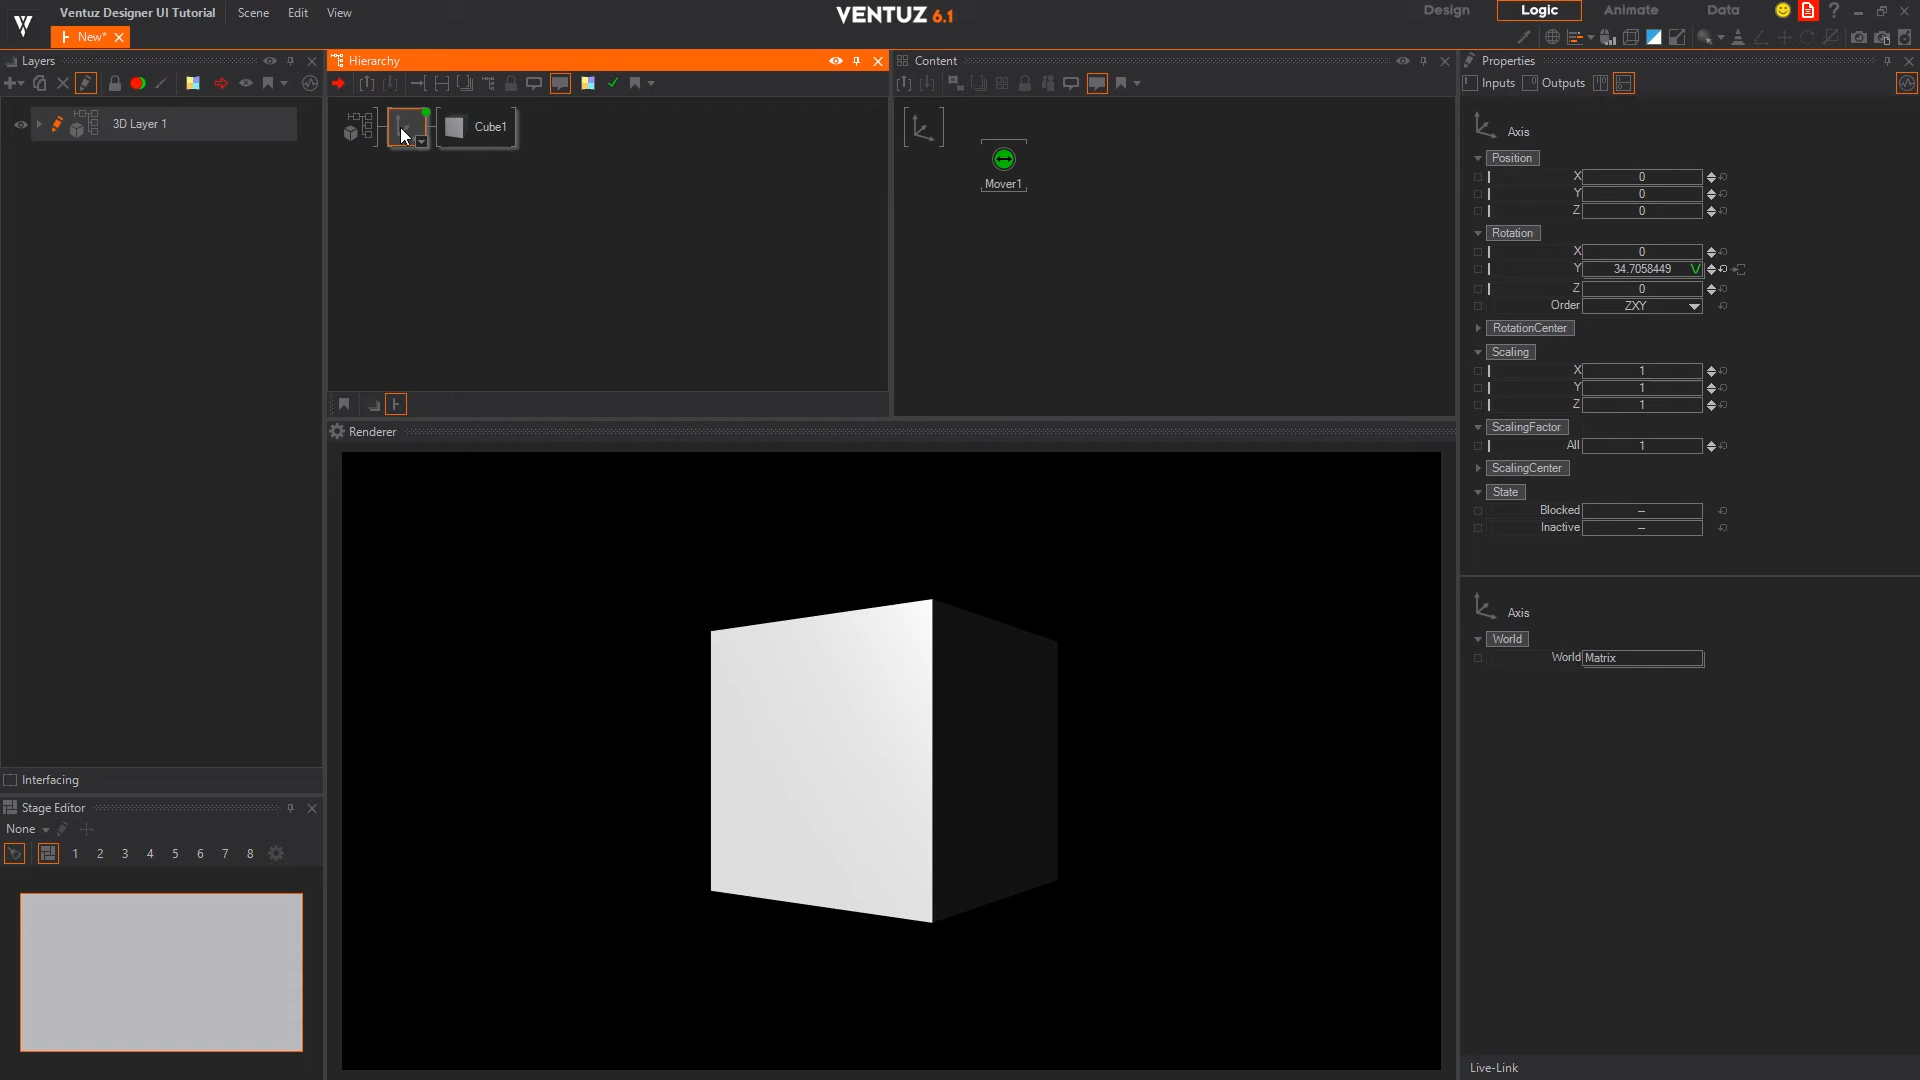 Ventuz Designer UI Tutorial
Scene
Edit
View
VENTUZ 6.1
Design
Logic
Animate
Data
New*
Layers
Hierarchy
Content
Properties
Inputs
Outputs
3D Layer 1
Cube1
Mover1
Axis
Position
X 0
Y 0
Z 0
Rotation
X 0
Y 34.7058449 V
Z 0
Order ZXY
RotationCenter
Scaling
X 1
Y 1
Z 1
ScalingFactor
All 1
ScalingCenter
State
Blocked –
Inactive –
Renderer
Axis
World
World Matrix
Interfacing
Stage Editor
None
1 2 3 4 5 6 7 8
Live-Link